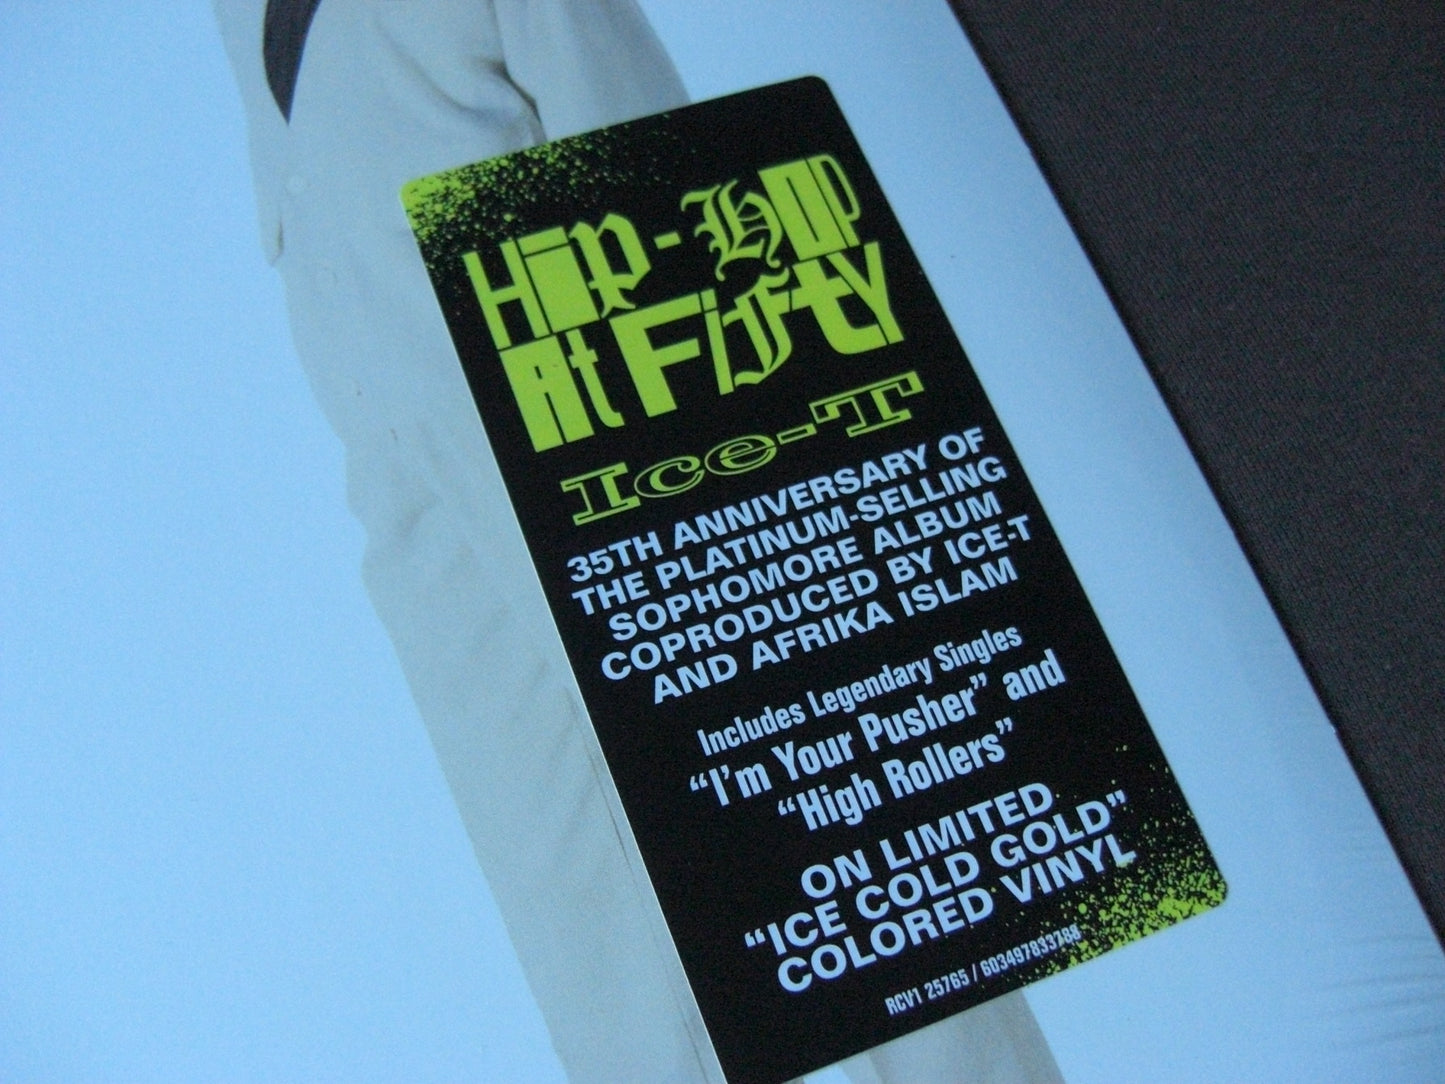 Hip-Hop
At Fifty
Ice-T
35TH ANNIVERSARY OF
THE PLATINUM-SELLING
SOPHOMORE ALBUM
COPRODUCED BY ICE-T
AND AFRIKA ISLAM
Includes Legendary Singles
“I’m Your Pusher” and
“High Rollers”
ON LIMITED
“ICE COLD GOLD”
COLORED VINYL
RCV1 25765 / 603497833788